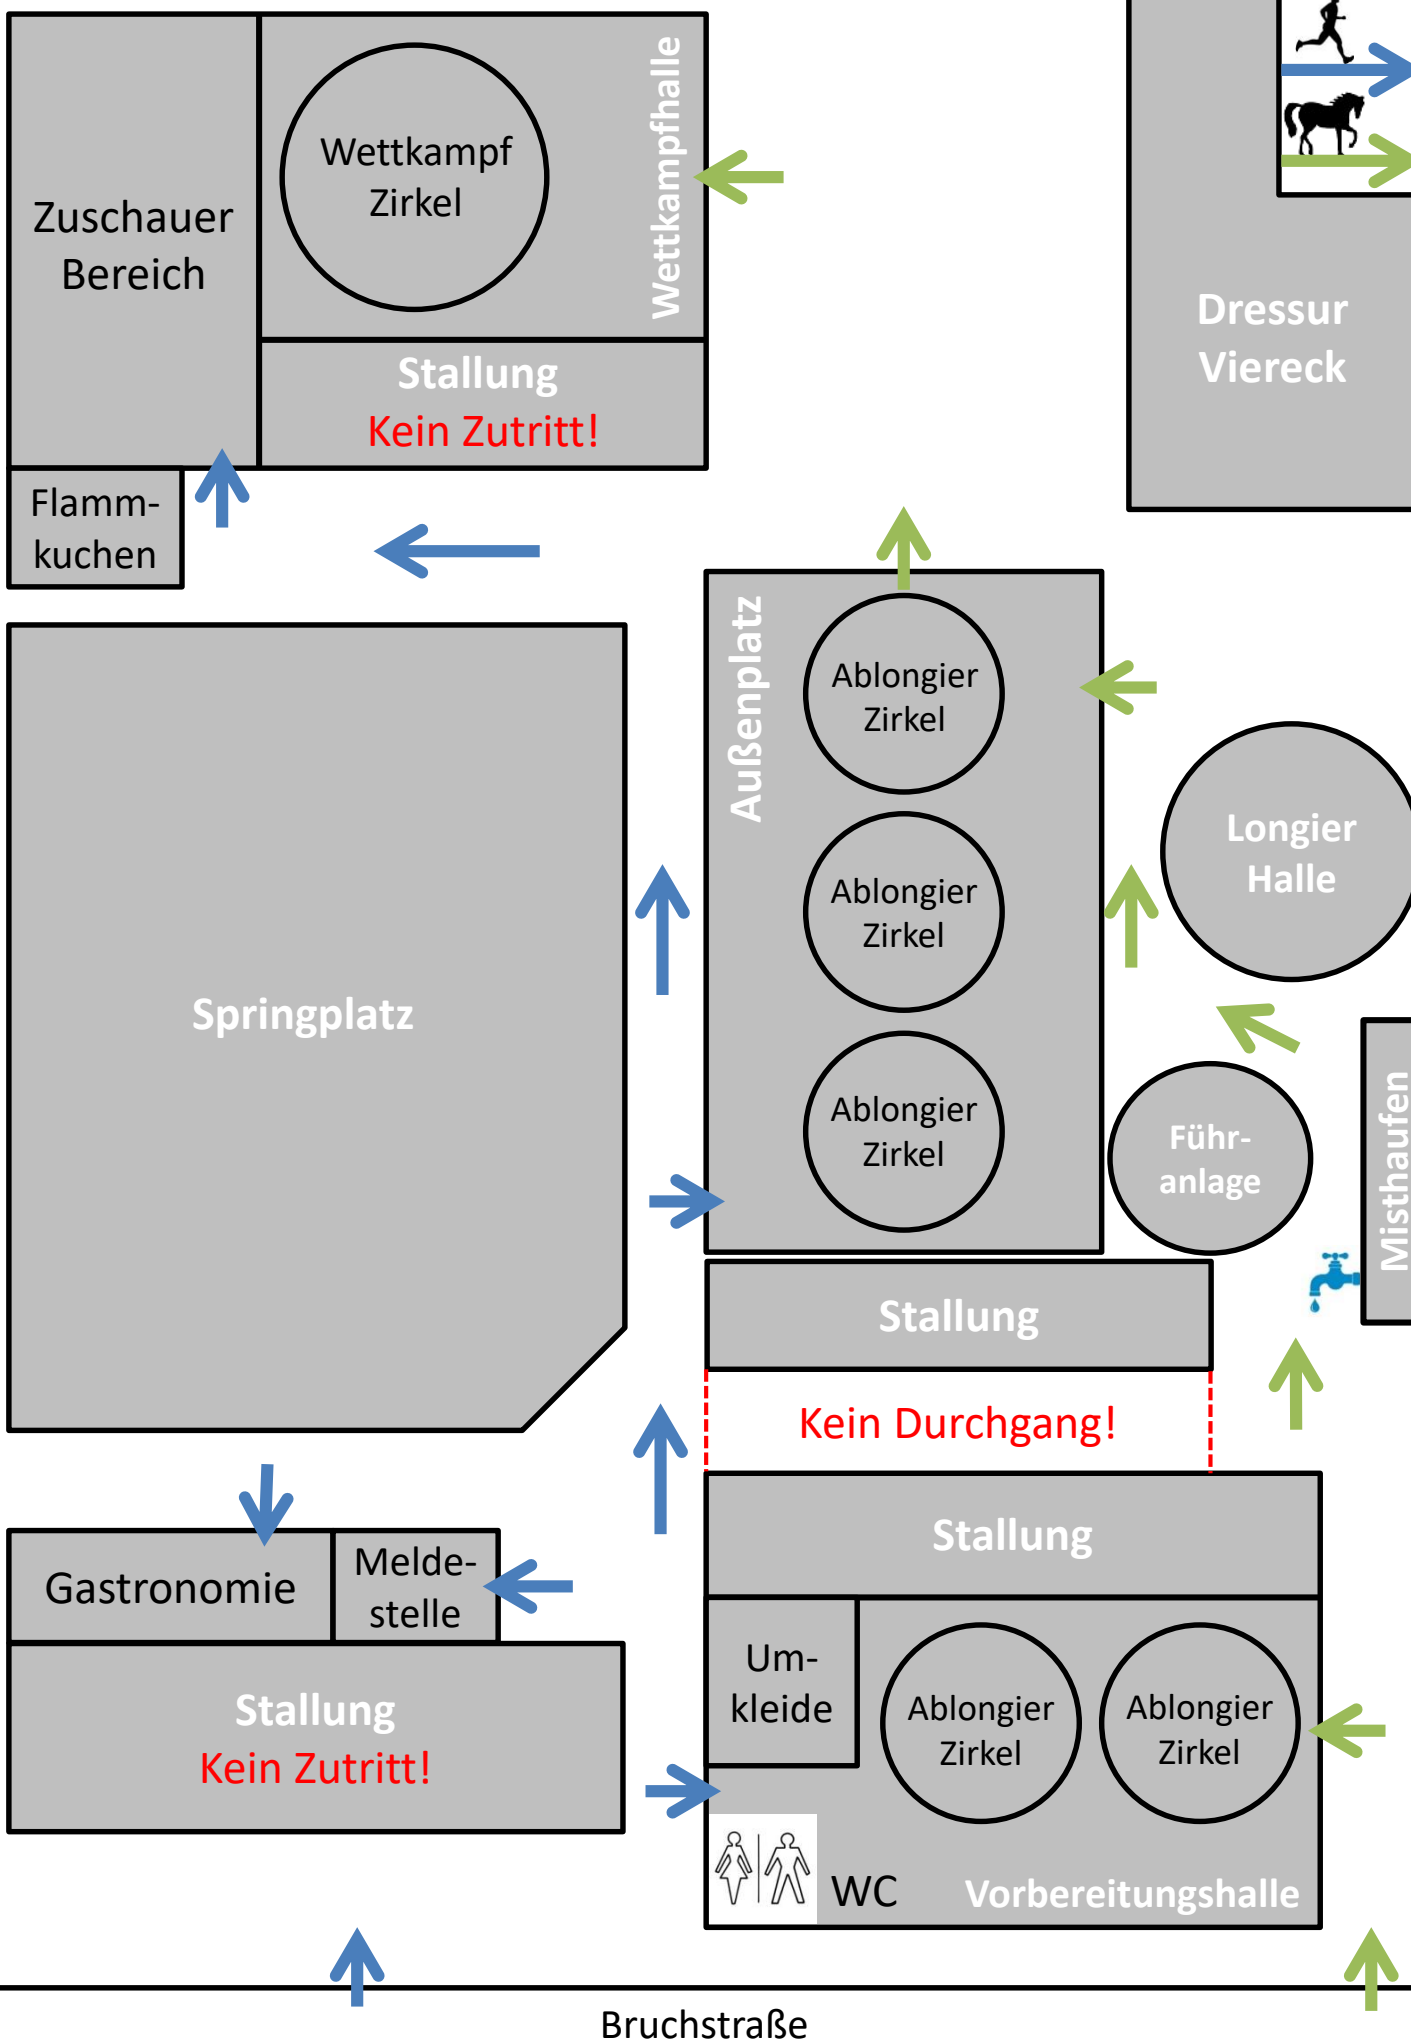 Wettkampfhalle
Wettkampf
Zirkel
Zuschauer
Bereich
Stallung
Kein Zutritt!
Dressur
Viereck
Flamm-
kuchen
Außenplatz
Ablongier
Zirkel
Longier
Halle
Ablongier
Zirkel
Springplatz
Ablongier
Zirkel
Führ-
anlage
Misthaufen
Stallung
Kein Durchgang!
Stallung
Gastronomie
Melde-
stelle
Um-
kleide
Ablongier
Zirkel
Ablongier
Zirkel
Stallung
Kein Zutritt!
WC
Vorbereitungshalle
Bruchstraße